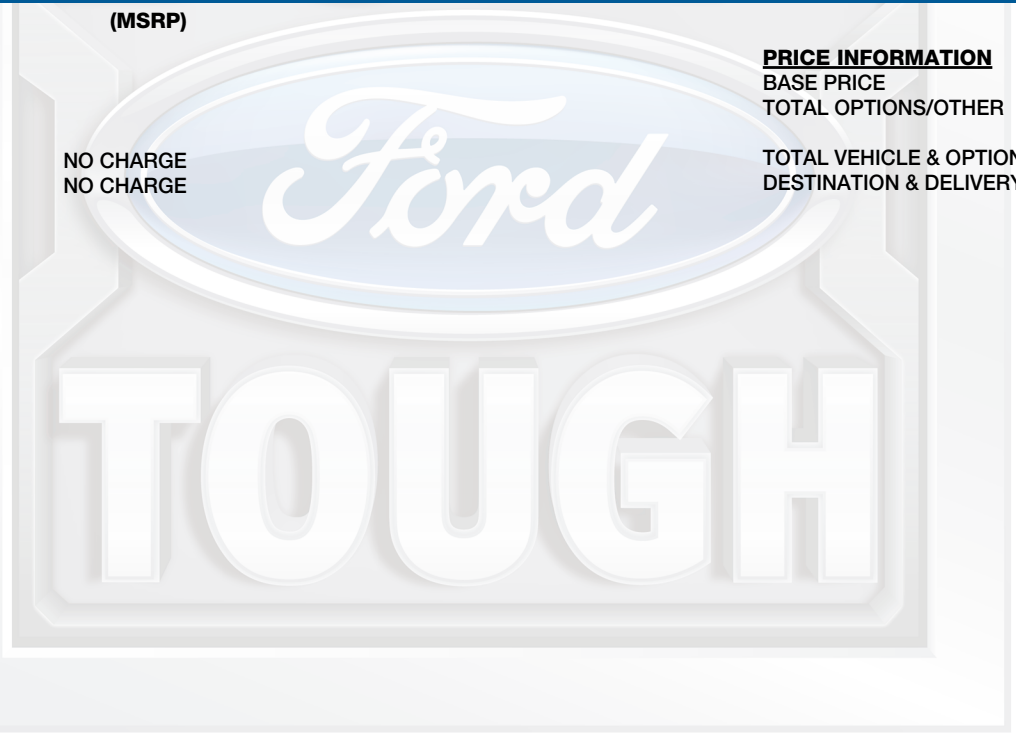 (MSRP)
PRICE INFORMATION
BASE PRICE
TOTAL OPTIONS/OTHER
NO CHARGE
TOTAL VEHICLE & OPTION
NO CHARGE
DESTINATION & DELIVERY
Ford
TOUGH